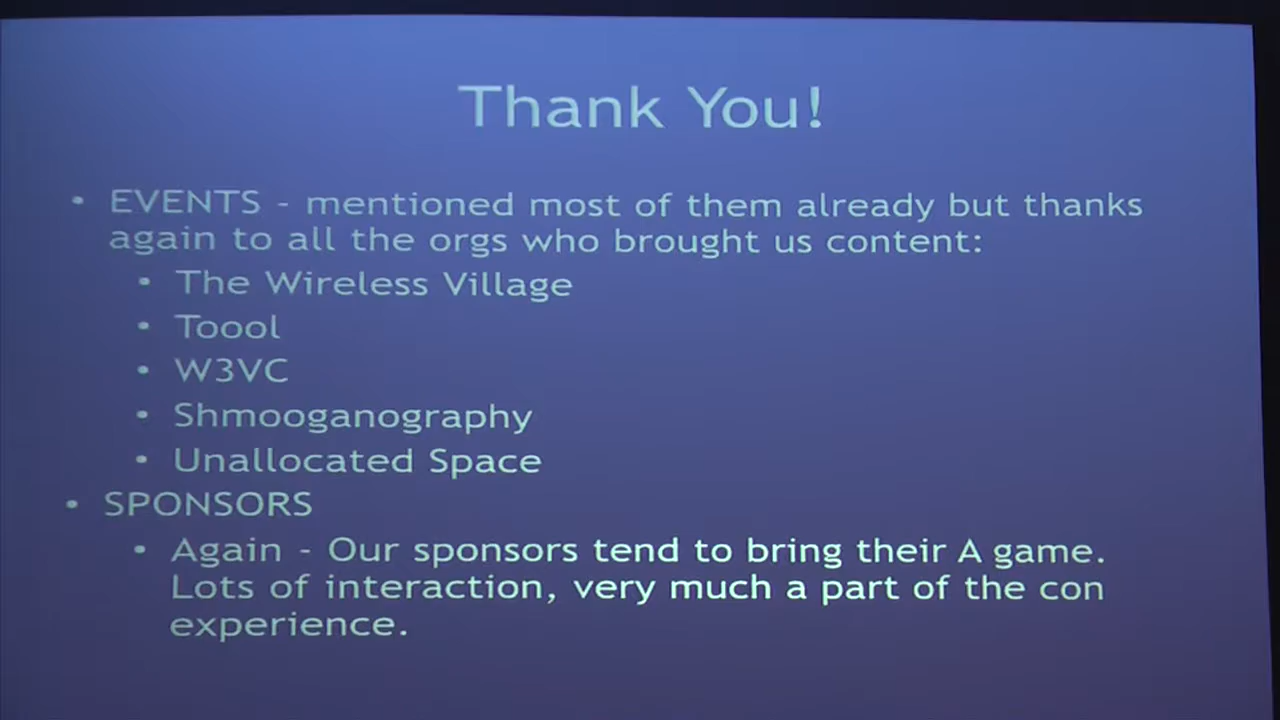 Thank You!
• EVENTS - mentioned most of them already but thanks
again to all the orgs who brought us content:
• The Wireless Village
• Toool
• W3VC
• Shmooganography
• Unallocated Space
• SPONSORS
• Again - Our sponsors tend to bring their A game.
Lots of interaction, very much a part of the con
experience.